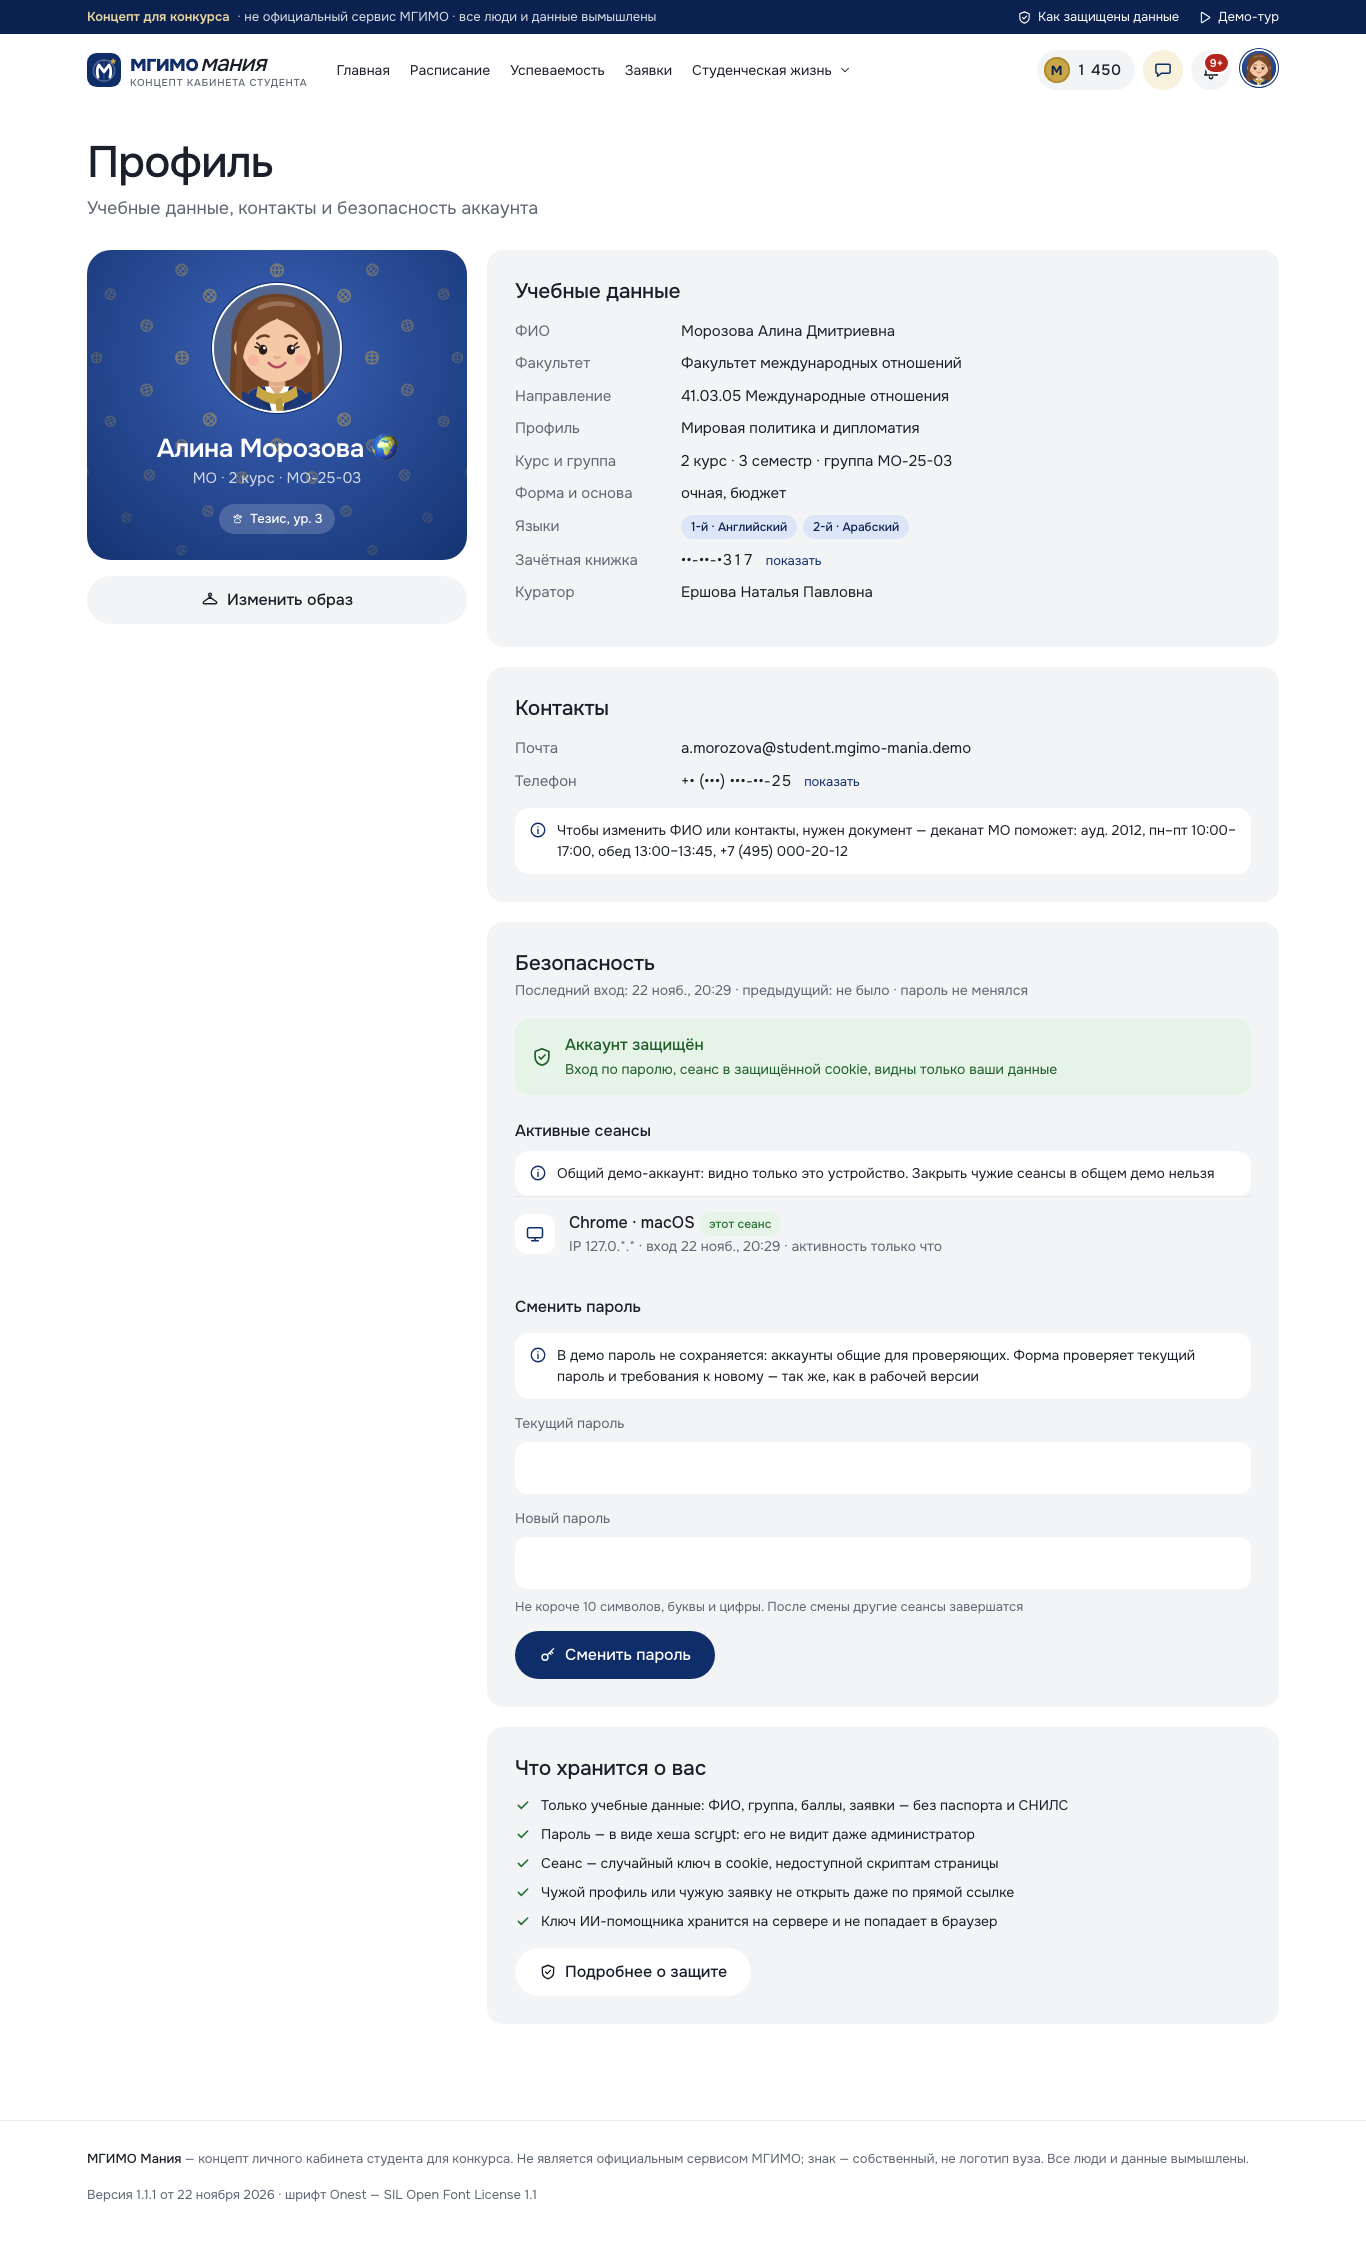 Концепт для конкурса · не официальный сервис МГИМО · все люди и данные вымышлены
Как защищены данные
Демо-тур
М
МГИМО Мания
КОНЦЕПТ КАБИНЕТА СТУДЕНТА
Главная
Расписание
Успеваемость
Заявки
Студенческая жизнь
М 1 450
9+
Профиль
Учебные данные, контакты и безопасность аккаунта
Алина Морозова
МО · 2 курс · МО-25-03
Тезис, ур. 3
Изменить образ
Учебные данные
ФИО Морозова Алина Дмитриевна
Факультет Факультет международных отношений
Направление 41.03.05 Международные отношения
Профиль Мировая политика и дипломатия
Курс и группа 2 курс · 3 семестр · группа МО-25-03
Форма и основа очная, бюджет
Языки 1-й · Английский 2-й · Арабский
Зачётная книжка ••-••-•317 показать
Куратор Ершова Наталья Павловна
Контакты
Почта a.morozova@student.mgimo-mania.demo
Телефон +• (•••) •••-••-25 показать
Чтобы изменить ФИО или контакты, нужен документ — деканат МО поможет: ауд. 2012, пн–пт 10:00–
17:00, обед 13:00–13:45, +7 (495) 000-20-12
Безопасность
Последний вход: 22 нояб., 20:29 · предыдущий: не было · пароль не менялся
Аккаунт защищён
Вход по паролю, сеанс в защищённой cookie, видны только ваши данные
Активные сеансы
Общий демо-аккаунт: видно только это устройство. Закрыть чужие сеансы в общем демо нельзя
Chrome · macOS этот сеанс
IP 127.0.*.* · вход 22 нояб., 20:29 · активность только что
Сменить пароль
В демо пароль не сохраняется: аккаунты общие для проверяющих. Форма проверяет текущий
пароль и требования к новому — так же, как в рабочей версии
Текущий пароль
Новый пароль
Не короче 10 символов, буквы и цифры. После смены другие сеансы завершатся
Сменить пароль
Что хранится о вас
Только учебные данные: ФИО, группа, баллы, заявки — без паспорта и СНИЛС
Пароль — в виде хеша scrypt: его не видит даже администратор
Сеанс — случайный ключ в cookie, недоступной скриптам страницы
Чужой профиль или чужую заявку не открыть даже по прямой ссылке
Ключ ИИ-помощника хранится на сервере и не попадает в браузер
Подробнее о защите
МГИМО Мания — концепт личного кабинета студента для конкурса. Не является официальным сервисом МГИМО; знак — собственный, не логотип вуза. Все люди и данные вымышлены.
Версия 1.1.1 от 22 ноября 2026 · шрифт Onest — SIL Open Font License 1.1